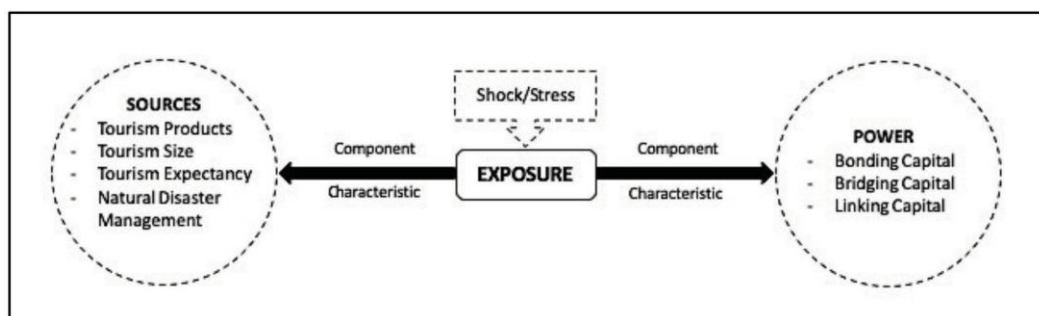 SOURCES
- Tourism Products
- Tourism Size
- Tourism Expectancy
- Natural Disaster
Management
Component
Characteristic
Shock/Stress
EXPOSURE
Component
Characteristic
POWER
- Bonding Capital
- Bridging Capital
- Linking Capital